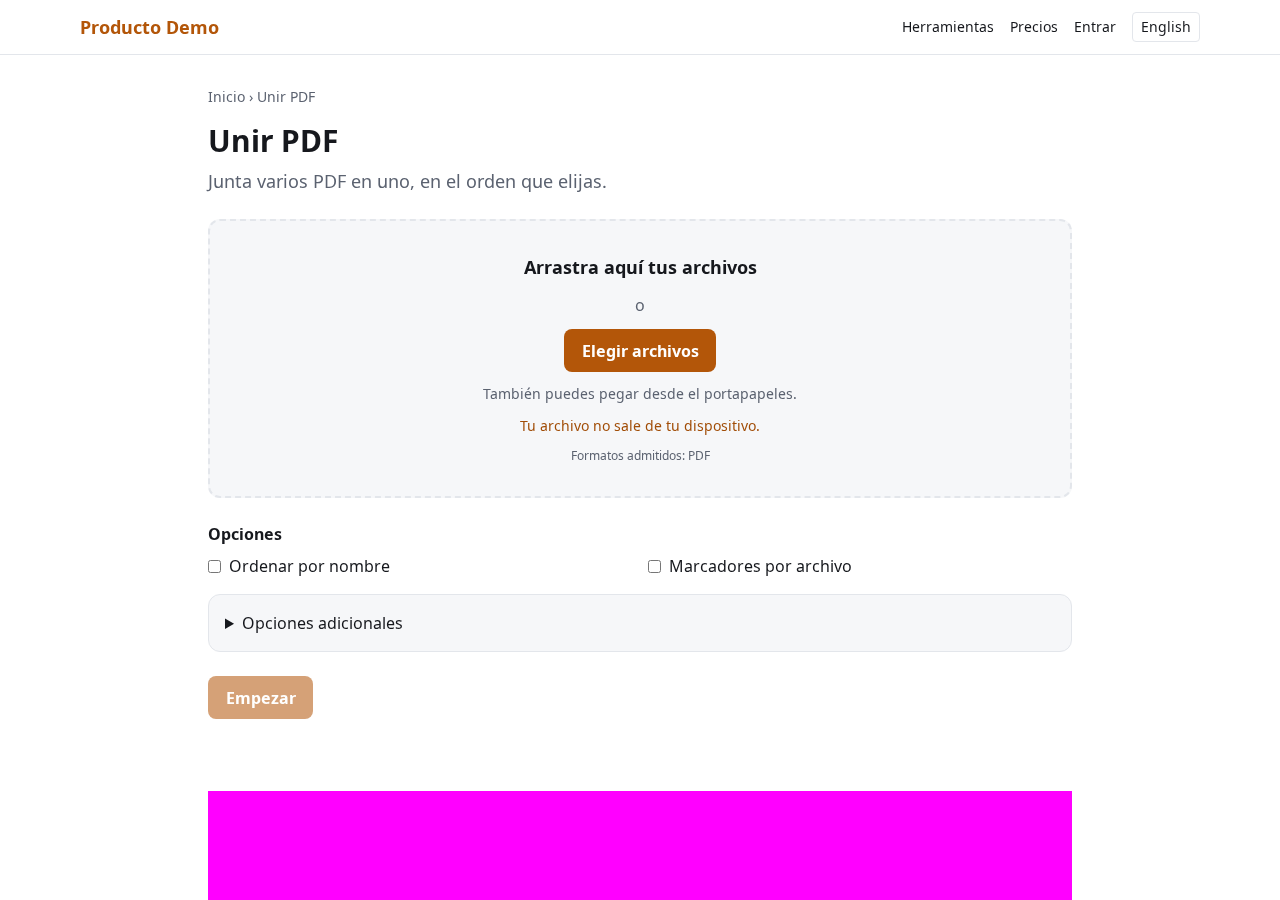 Producto Demo
Herramientas Precios Entrar English
Inicio › Unir PDF
Unir PDF
Junta varios PDF en uno, en el orden que elijas.
Arrastra aquí tus archivos
o
Elegir archivos
También puedes pegar desde el portapapeles.
Tu archivo no sale de tu dispositivo.
Formatos admitidos: PDF
Opciones
Ordenar por nombre
Marcadores por archivo
Opciones adicionales
Empezar